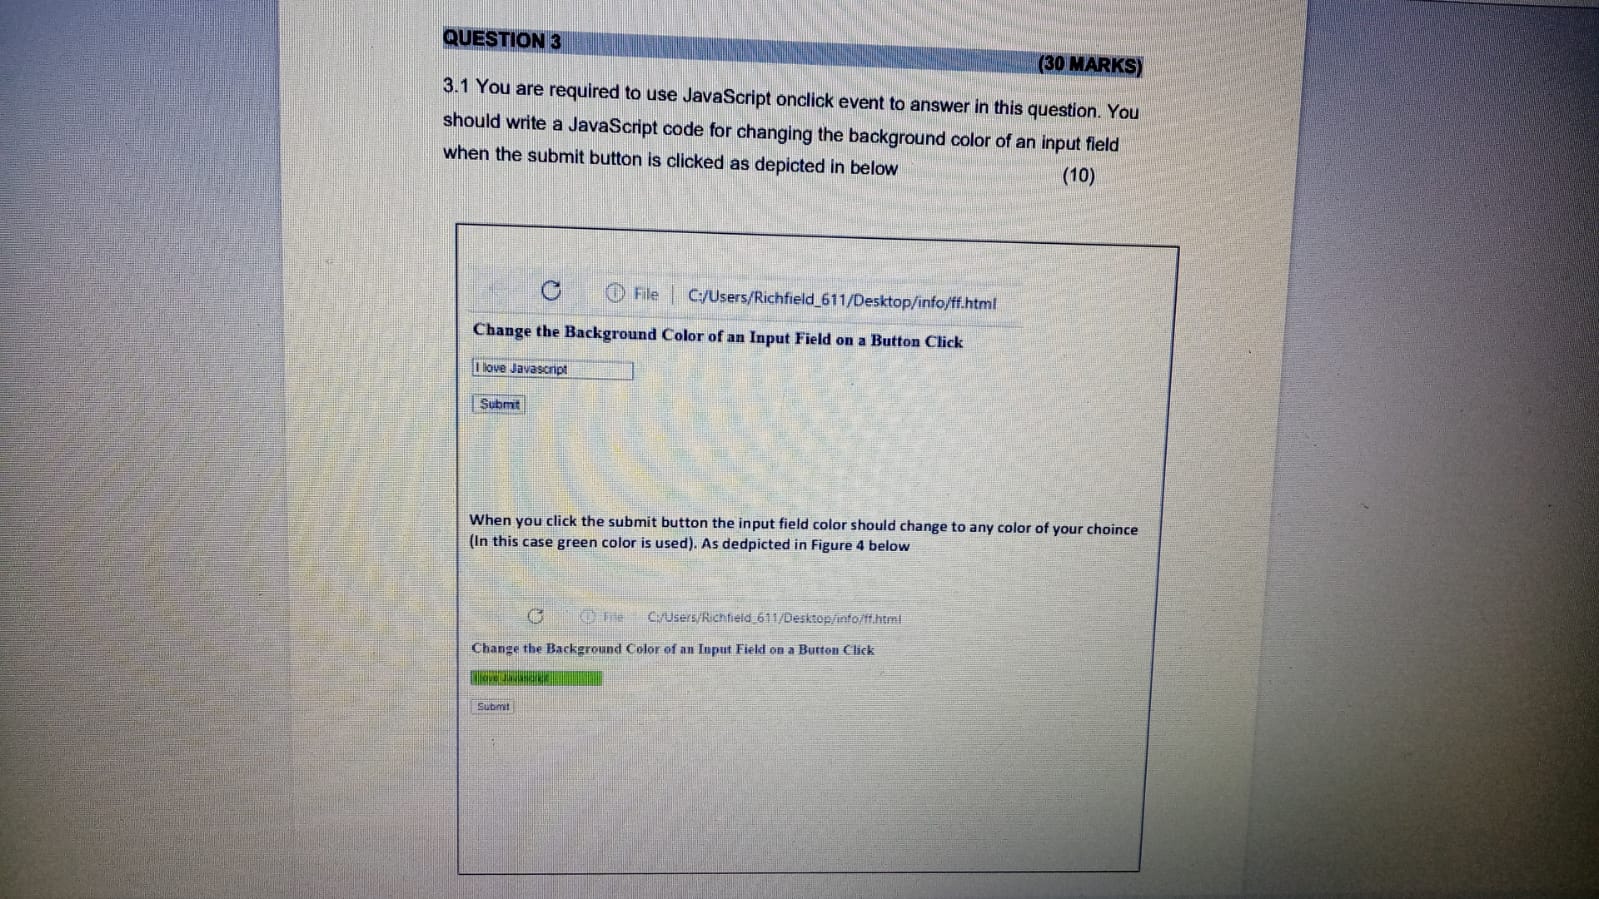 QUESTION 3
(30 MARKS)
3.1 You are required to use JavaScript onclick event to answer in this question. You
should write a JavaScript code for changing the background color of an input field
when the submit button is clicked as depicted in below
(10)
File | C:/Users/Richfield_611/Desktop/info/ff.html
Change the Background Color of an Input Field on a Button Click
I love Javascript
Submit
When you click the submit button the input field color should change to any color of your choince
(In this case green color is used). As dedpicted in Figure 4 below
File C:/Users/Richfield_611/Desktop/info/ff.html
Change the Background Color of an Input Field on a Button Click
I love Javascript
Submit